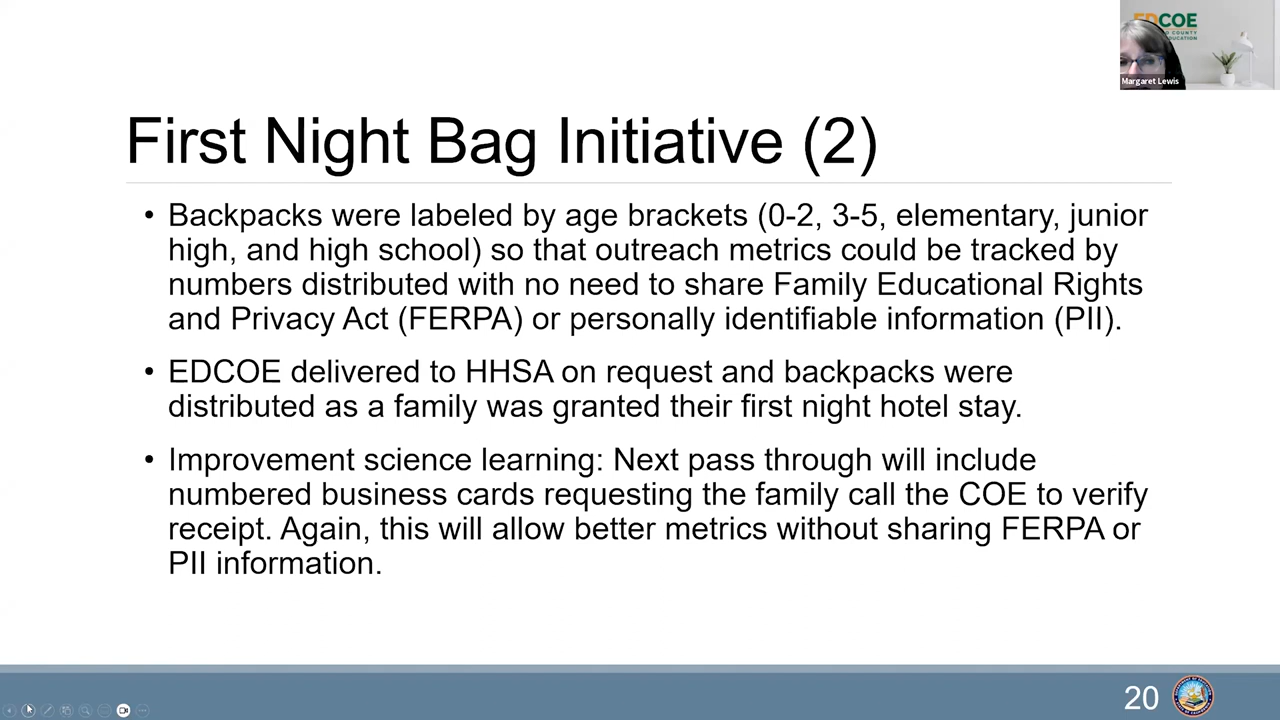 EDCOE
O COUNTY
EDUCATION
Margaret Lewis
First Night Bag Initiative (2)
• Backpacks were labeled by age brackets (0-2, 3-5, elementary, junior
high, and high school) so that outreach metrics could be tracked by
numbers distributed with no need to share Family Educational Rights
and Privacy Act (FERPA) or personally identifiable information (PII).
• EDCOE delivered to HHSA on request and backpacks were
distributed as a family was granted their first night hotel stay.
• Improvement science learning: Next pass through will include
numbered business cards requesting the family call the COE to verify
receipt. Again, this will allow better metrics without sharing FERPA or
PII information.
20